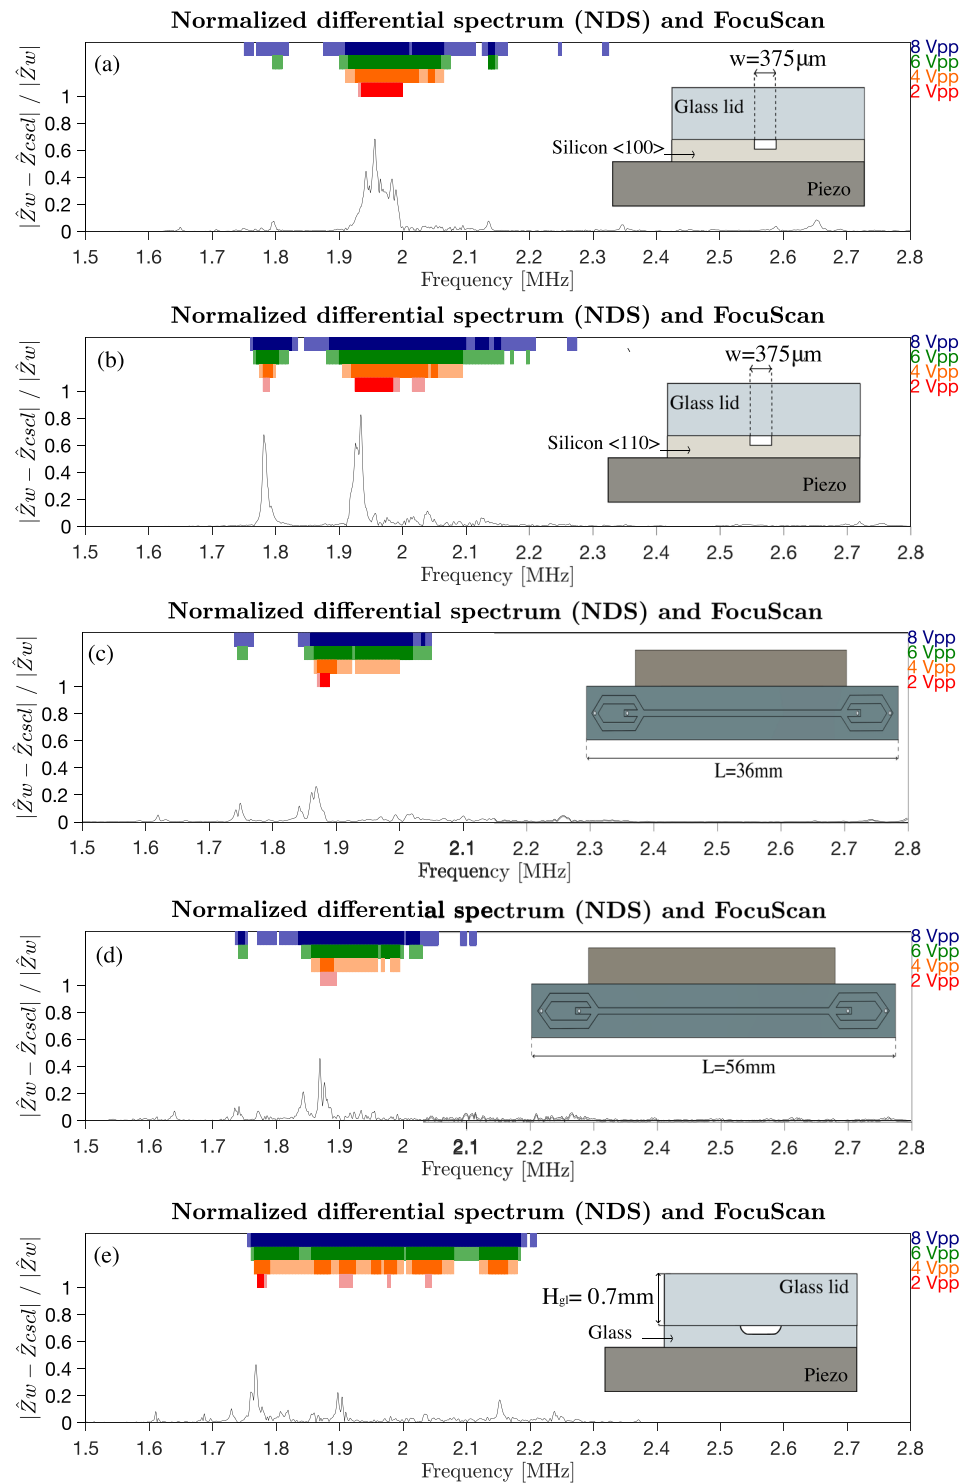 Normalized differential spectrum (NDS) and FocuScan
(a)
8 Vpp
6 Vpp
4 Vpp
2 Vpp
|Ẑw − Ẑcscl| / |Ẑw|
1
0.8
0.6
0.4
0.2
0
w=375µm
Glass lid
Silicon <100>
Piezo
1.5 1.6 1.7 1.8 1.9 2 2.1 2.2 2.3 2.4 2.5 2.6 2.7 2.8
Frequency [MHz]
Normalized differential spectrum (NDS) and FocuScan
(b)
8 Vpp
6 Vpp
4 Vpp
2 Vpp
|Ẑw − Ẑcscl| / |Ẑw|
1
0.8
0.6
0.4
0.2
0
w=375µm
Glass lid
Silicon <110>
Piezo
1.5 1.6 1.7 1.8 1.9 2 2.1 2.2 2.3 2.4 2.5 2.6 2.7 2.8
Frequency [MHz]
Normalized differential spectrum (NDS) and FocuScan
(c)
8 Vpp
6 Vpp
4 Vpp
2 Vpp
|Ẑw − Ẑcscl| / |Ẑw|
1
0.8
0.6
0.4
0.2
0
L=36mm
1.5 1.6 1.7 1.8 1.9 2 2.1 2.2 2.3 2.4 2.5 2.6 2.7 2.8
Frequency [MHz]
Normalized differential spectrum (NDS) and FocuScan
(d)
8 Vpp
6 Vpp
4 Vpp
2 Vpp
|Ẑw − Ẑcscl| / |Ẑw|
1
0.8
0.6
0.4
0.2
0
L=56mm
1.5 1.6 1.7 1.8 1.9 2 2. 2.2 2.3 2.4 2.5 2.6 2.7 2.8
Frequency [MHz]
Normalized differential spectrum (NDS) and FocuScan
(e)
8 Vpp
6 Vpp
4 Vpp
2 Vpp
|Ẑw − Ẑcscl| / |Ẑw|
1
0.8
0.6
0.4
0.2
0
Glass lid
Hgl= 0.7mm
Glass
Piezo
1.5 1.6 1.7 1.8 1.9 2 2.1 2.2 2.3 2.4 2.5 2.6 2.7 2.8
Frequency [MHz]